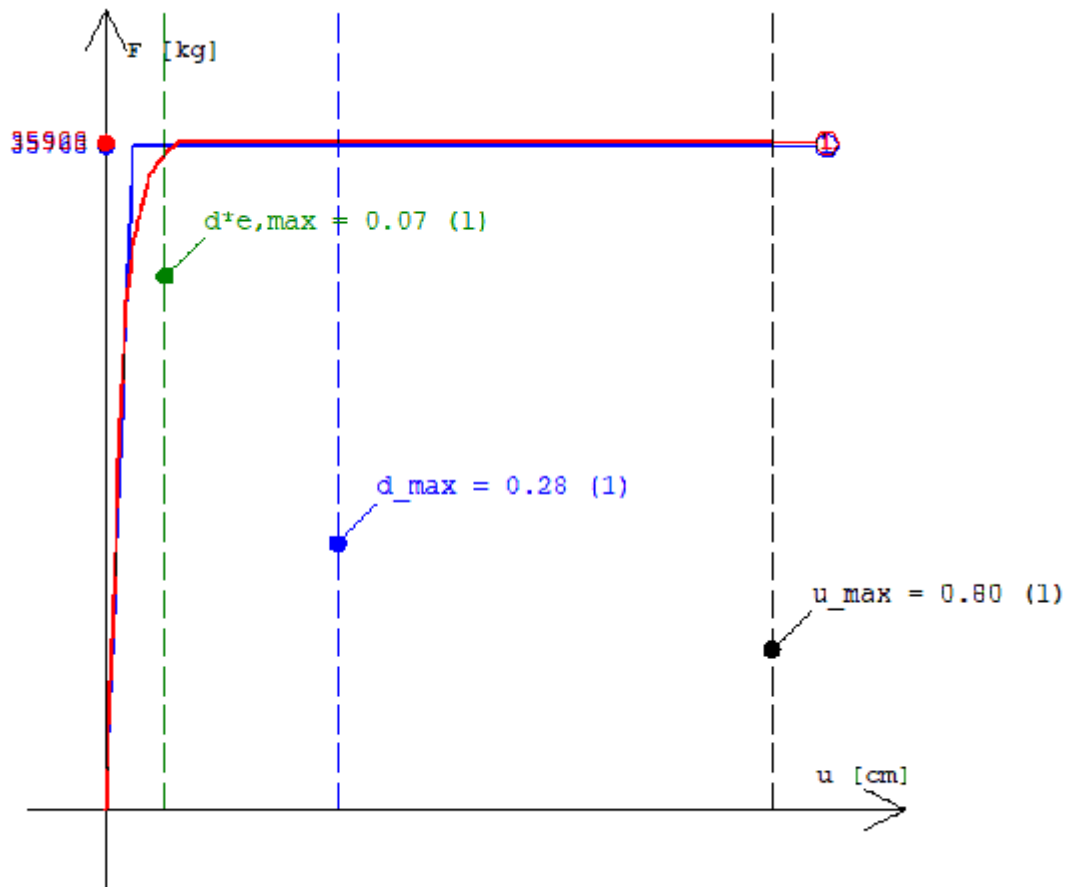 F [kg]
d*e,max = 0.07 (1)
d_max = 0.28 (1)
u_max = 0.80 (1)
u [cm]